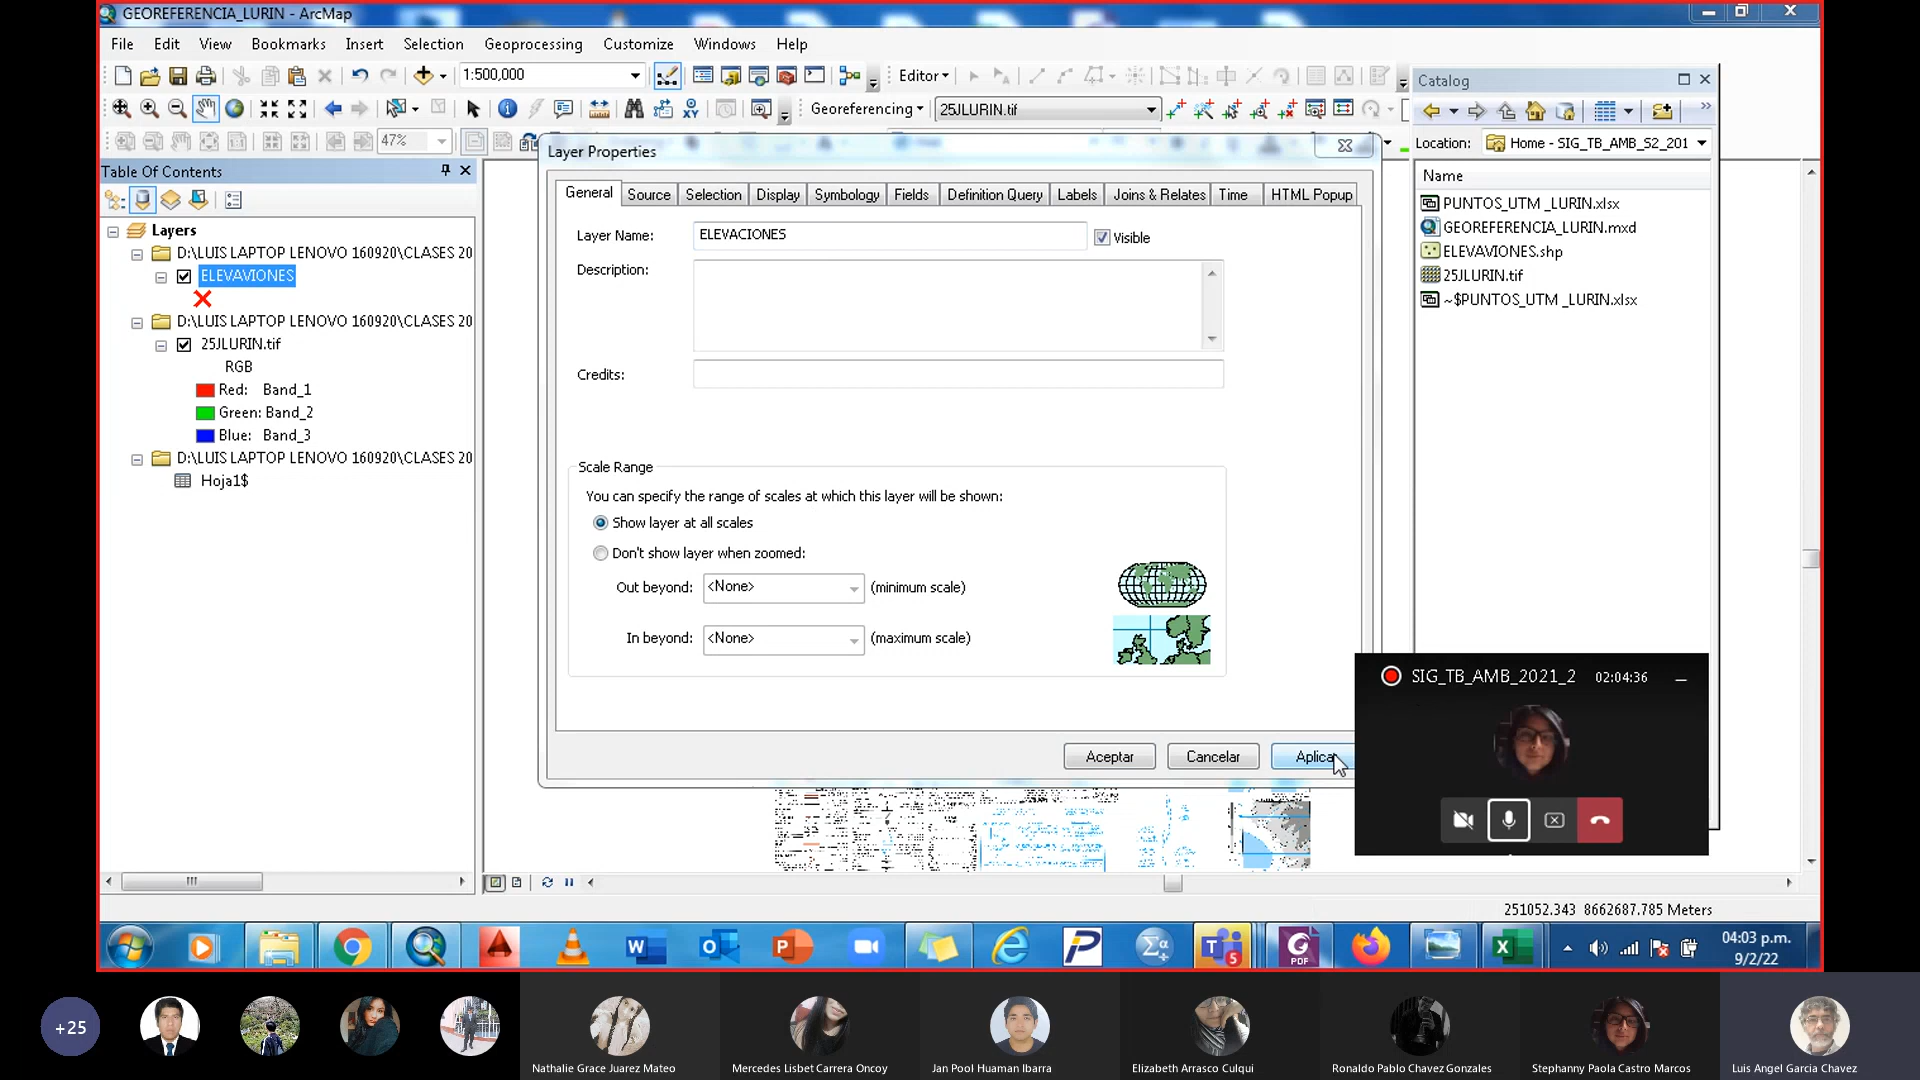 GEOREFERENCIA_LURIN - ArcMap
File Edit View Bookmarks Insert Selection Geoprocessing Customize Windows Help
1:500,000
Editor
Georeferencing
25JLURIN.tif
47%
Table Of Contents
Layers
D:\LUIS LAPTOP LENOVO 160920\CLASES 20
ELEVAVIONES
D:\LUIS LAPTOP LENOVO 160920\CLASES 20
25JLURIN.tif
RGB
Red: Band_1
Green: Band_2
Blue: Band_3
D:\LUIS LAPTOP LENOVO 160920\CLASES 20
Hoja1$
Layer Properties
General Source Selection Display Symbology Fields Definition Query Labels Joins & Relates Time HTML Popup
Layer Name: ELEVACIONES Visible
Description:
Credits:
Scale Range
You can specify the range of scales at which this layer will be shown:
Show layer at all scales
Don't show layer when zoomed:
Out beyond: <None> (minimum scale)
In beyond: <None> (maximum scale)
Aceptar Cancelar Aplica
Catalog
Location: Home - SIG_TB_AMB_S2_201
Name
PUNTOS_UTM _LURIN.xlsx
GEOREFERENCIA_LURIN.mxd
ELEVAVIONES.shp
25JLURIN.tif
~$PUNTOS_UTM _LURIN.xlsx
SIG_TB_AMB_2021_2 02:04:36
251052.343 8662687.785 Meters
5
PDF
04:03 p.m.
9/2/22
+25
Nathalie Grace Juarez Mateo
Mercedes Lisbet Carrera Oncoy
Jan Pool Huaman Ibarra
Elizabeth Arrasco Culqui
Ronaldo Pablo Chavez Gonzales
Stephanny Paola Castro Marcos
Luis Angel Garcia Chavez